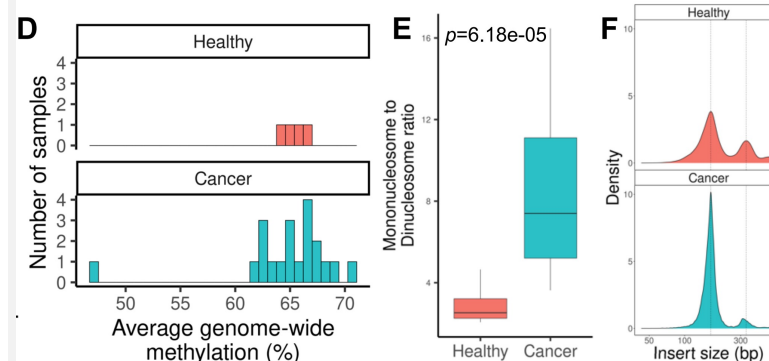 D
Healthy
4
3
2
1
0
Cancer
4
3
2
1
0
Number of samples
50 55 60 65 70
Average genome-wide
methylation (%)
E
p=6.18e-05
16
12
8
4
Mononucleosome to
Dinucleosome ratio
Healthy Cancer
F
Healthy
10
5
0
Cancer
10
5
0
Density
50 100 300
Insert size (bp)